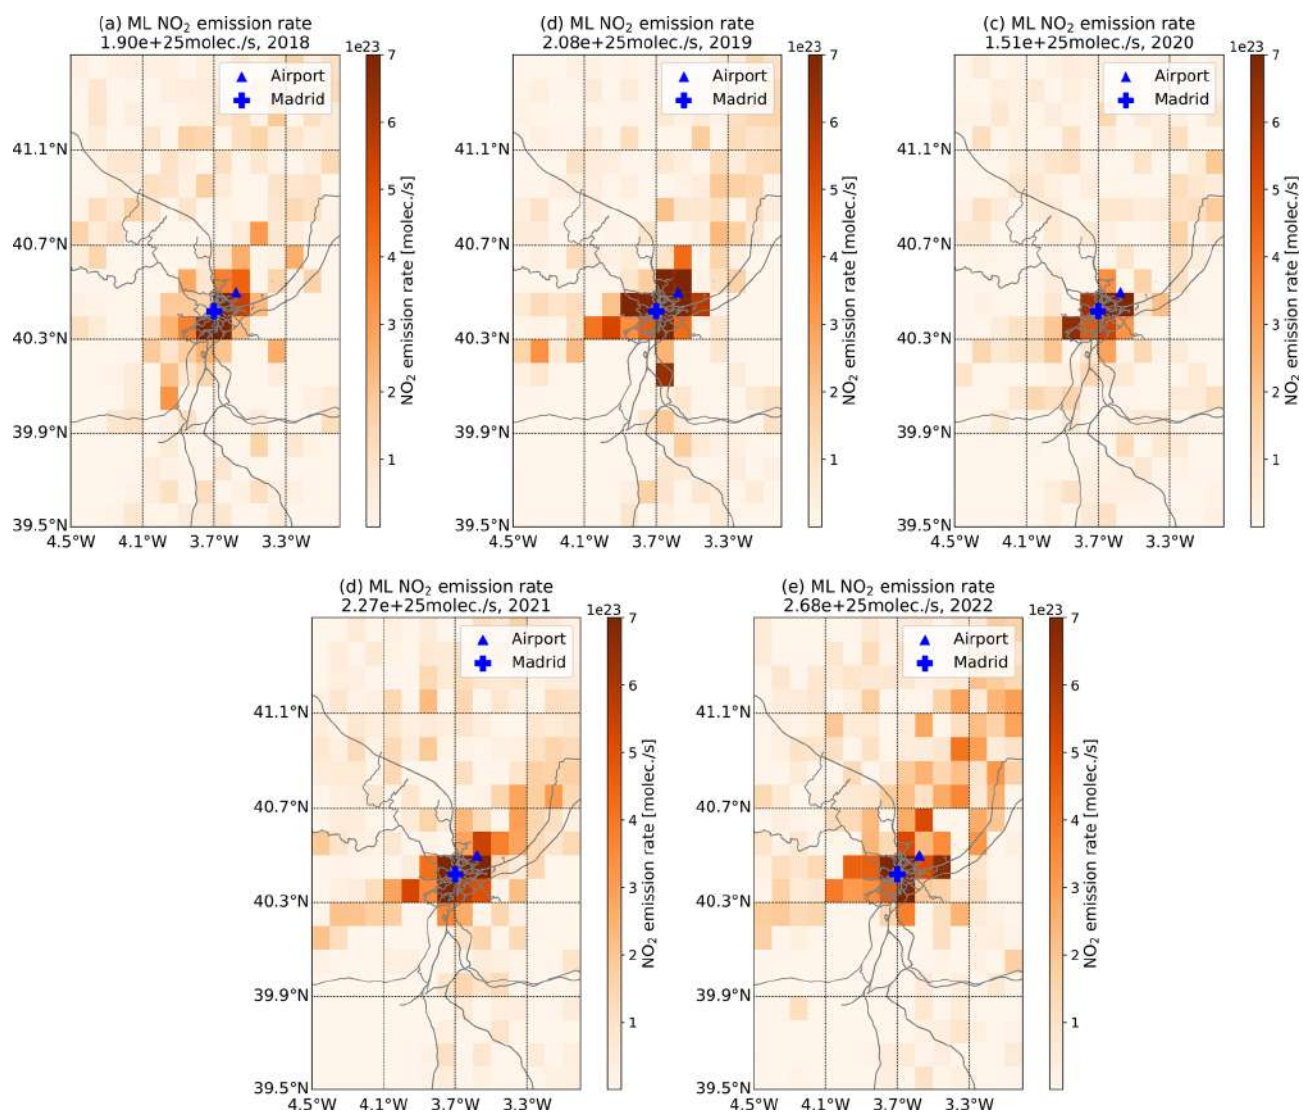 (a) ML NO₂ emission rate
1.90e+25molec./s, 2018
1e23
7
Airport
Madrid
6
5
4
3
2
1
NO₂ emission rate [molec./s]
41.1°N
40.7°N
40.3°N
39.9°N
39.5°N
4.5°W 4.1°W 3.7°W 3.3°W
(d) ML NO₂ emission rate
2.08e+25molec./s, 2019
1e23
7
Airport
Madrid
6
5
4
3
2
1
NO₂ emission rate [molec./s]
41.1°N
40.7°N
40.3°N
39.9°N
39.5°N
4.5°W 4.1°W 3.7°W 3.3°W
(c) ML NO₂ emission rate
1.51e+25molec./s, 2020
1e23
7
Airport
Madrid
6
5
4
3
2
1
NO₂ emission rate [molec./s]
41.1°N
40.7°N
40.3°N
39.9°N
39.5°N
4.5°W 4.1°W 3.7°W 3.3°W
(d) ML NO₂ emission rate
2.27e+25molec./s, 2021
1e23
7
Airport
Madrid
6
5
4
3
2
1
NO₂ emission rate [molec./s]
41.1°N
40.7°N
40.3°N
39.9°N
39.5°N
4.5°W 4.1°W 3.7°W 3.3°W
(e) ML NO₂ emission rate
2.68e+25molec./s, 2022
1e23
7
Airport
Madrid
6
5
4
3
2
1
NO₂ emission rate [molec./s]
41.1°N
40.7°N
40.3°N
39.9°N
39.5°N
4.5°W 4.1°W 3.7°W 3.3°W